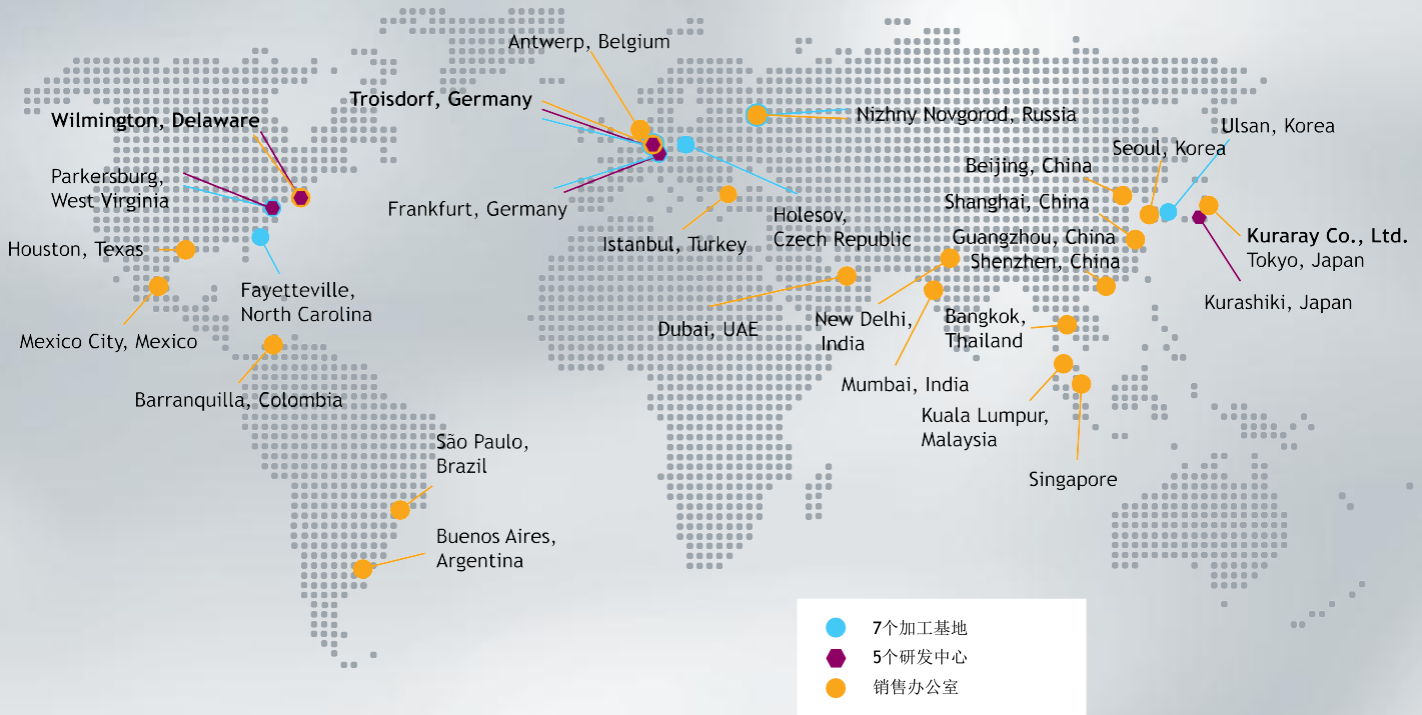 Antwerp, Belgium
Troisdorf, Germany
Wilmington, Delaware
Nizhny Novgorod, Russia
Ulsan, Korea
Seoul, Korea
Beijing, China
Parkersburg,
West Virginia
Shanghai, China
Frankfurt, Germany
Holesov,
Czech Republic
Istanbul, Turkey
Guangzhou, China
Shenzhen, China
Kuraray Co., Ltd.
Tokyo, Japan
Houston, Texas
Fayetteville,
North Carolina
Kurashiki, Japan
Dubai, UAE
New Delhi,
India
Bangkok,
Thailand
Mexico City, Mexico
Mumbai, India
Barranquilla, Colombia
Kuala Lumpur,
Malaysia
São Paulo,
Brazil
Singapore
Buenos Aires,
Argentina
7个加工基地
5个研发中心
销售办公室